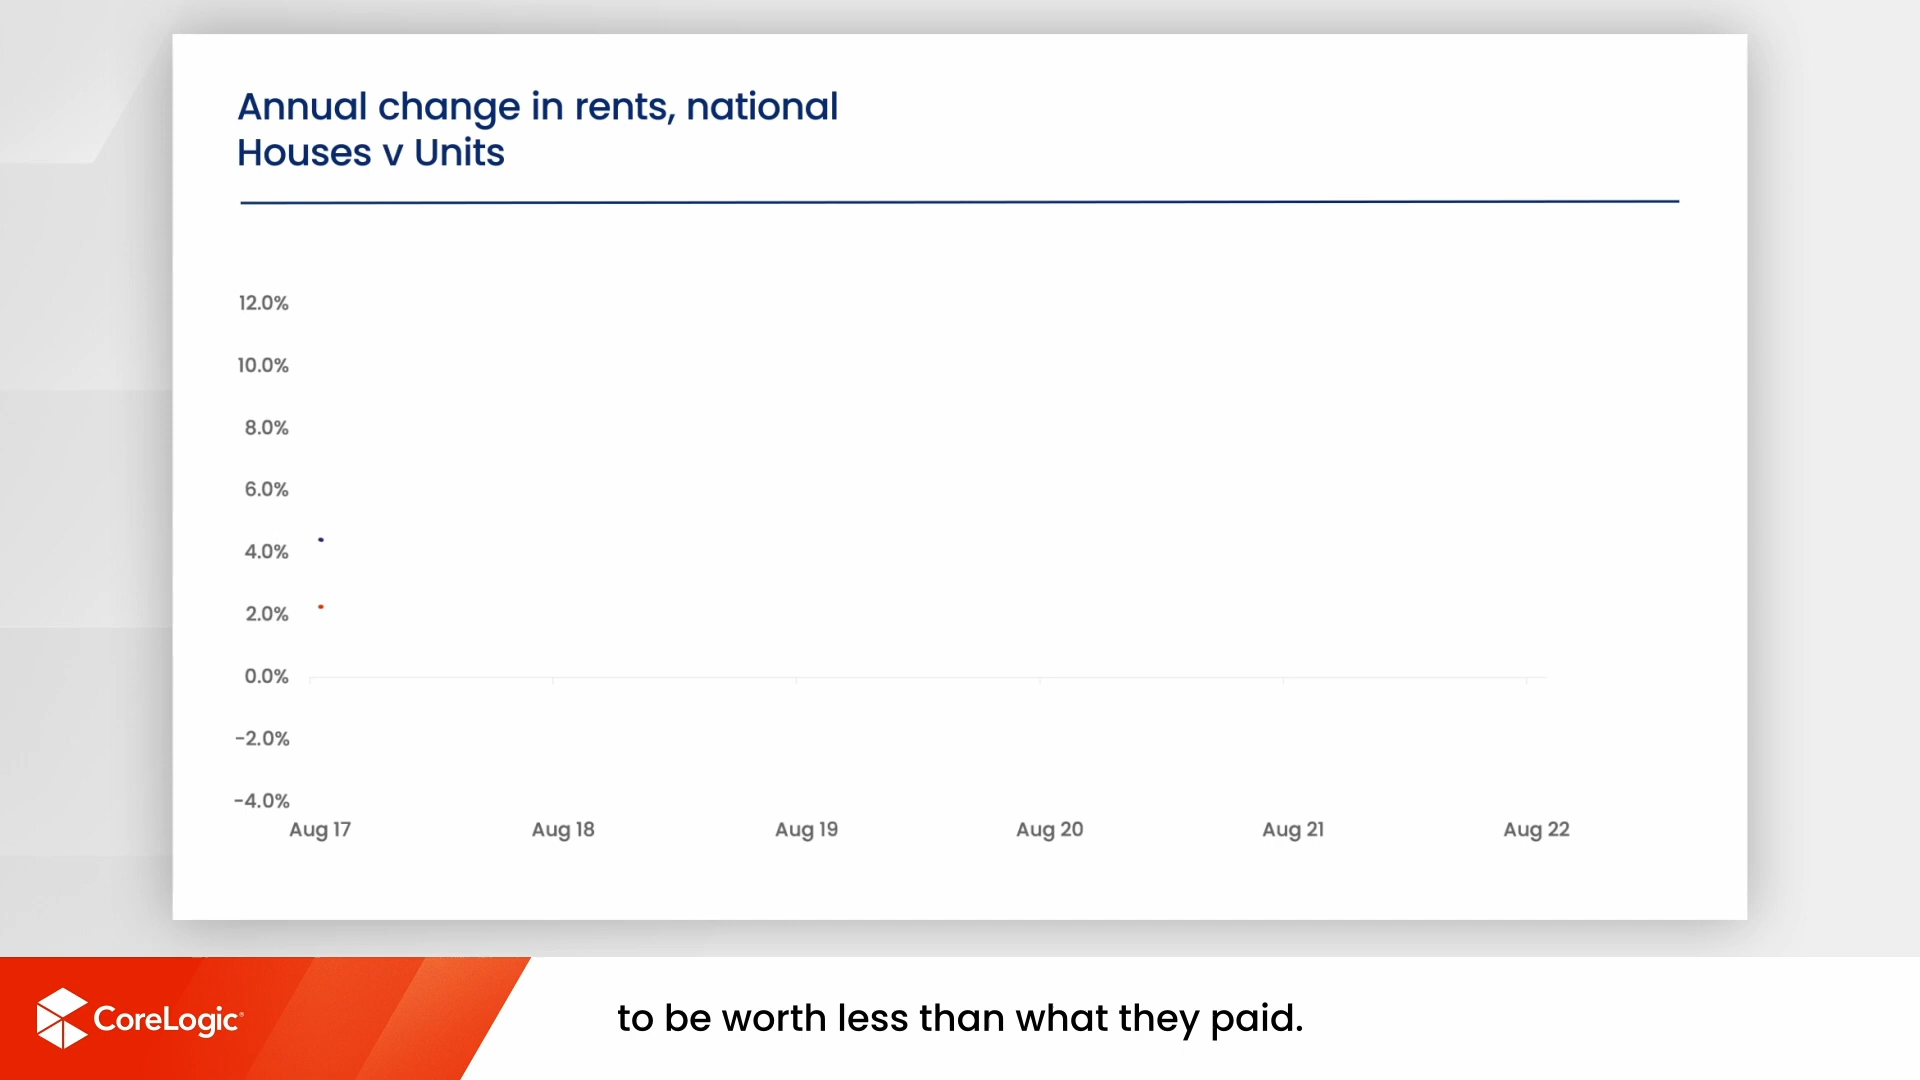 Annual change in rents, national
Houses v Units
12.0%
10.0%
8.0%
6.0%
4.0%
2.0%
0.0%
-2.0%
-4.0%
Aug 17 Aug 18 Aug 19 Aug 20 Aug 21 Aug 22
CoreLogic
to be worth less than what they paid.